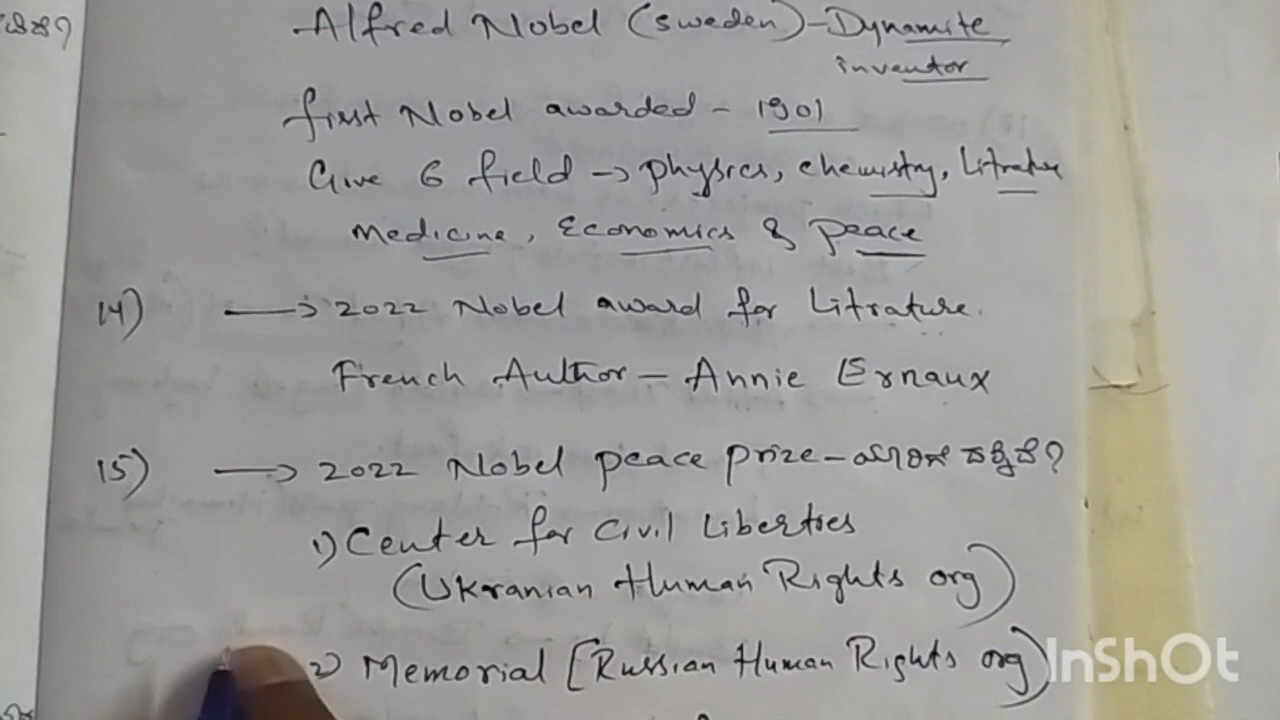 Alfred Nobel (Sweden) - Dynamite
inventor
first Nobel awarded - 1901
Give 6 field → physics, chemistry, Litrature
Medicine, Economics & peace
14) → 2022 Nobel award for Litrature.
French Author - Annie Ernaux
15) → 2022 Nobel peace prize - ಯಾರಿಗೆ ದಕ್ಕಿದೆ?
1) Center for Civil Liberties
(Ukranian Human Rights org)
2) Memorial [Russian Human Rights org)
InShOt